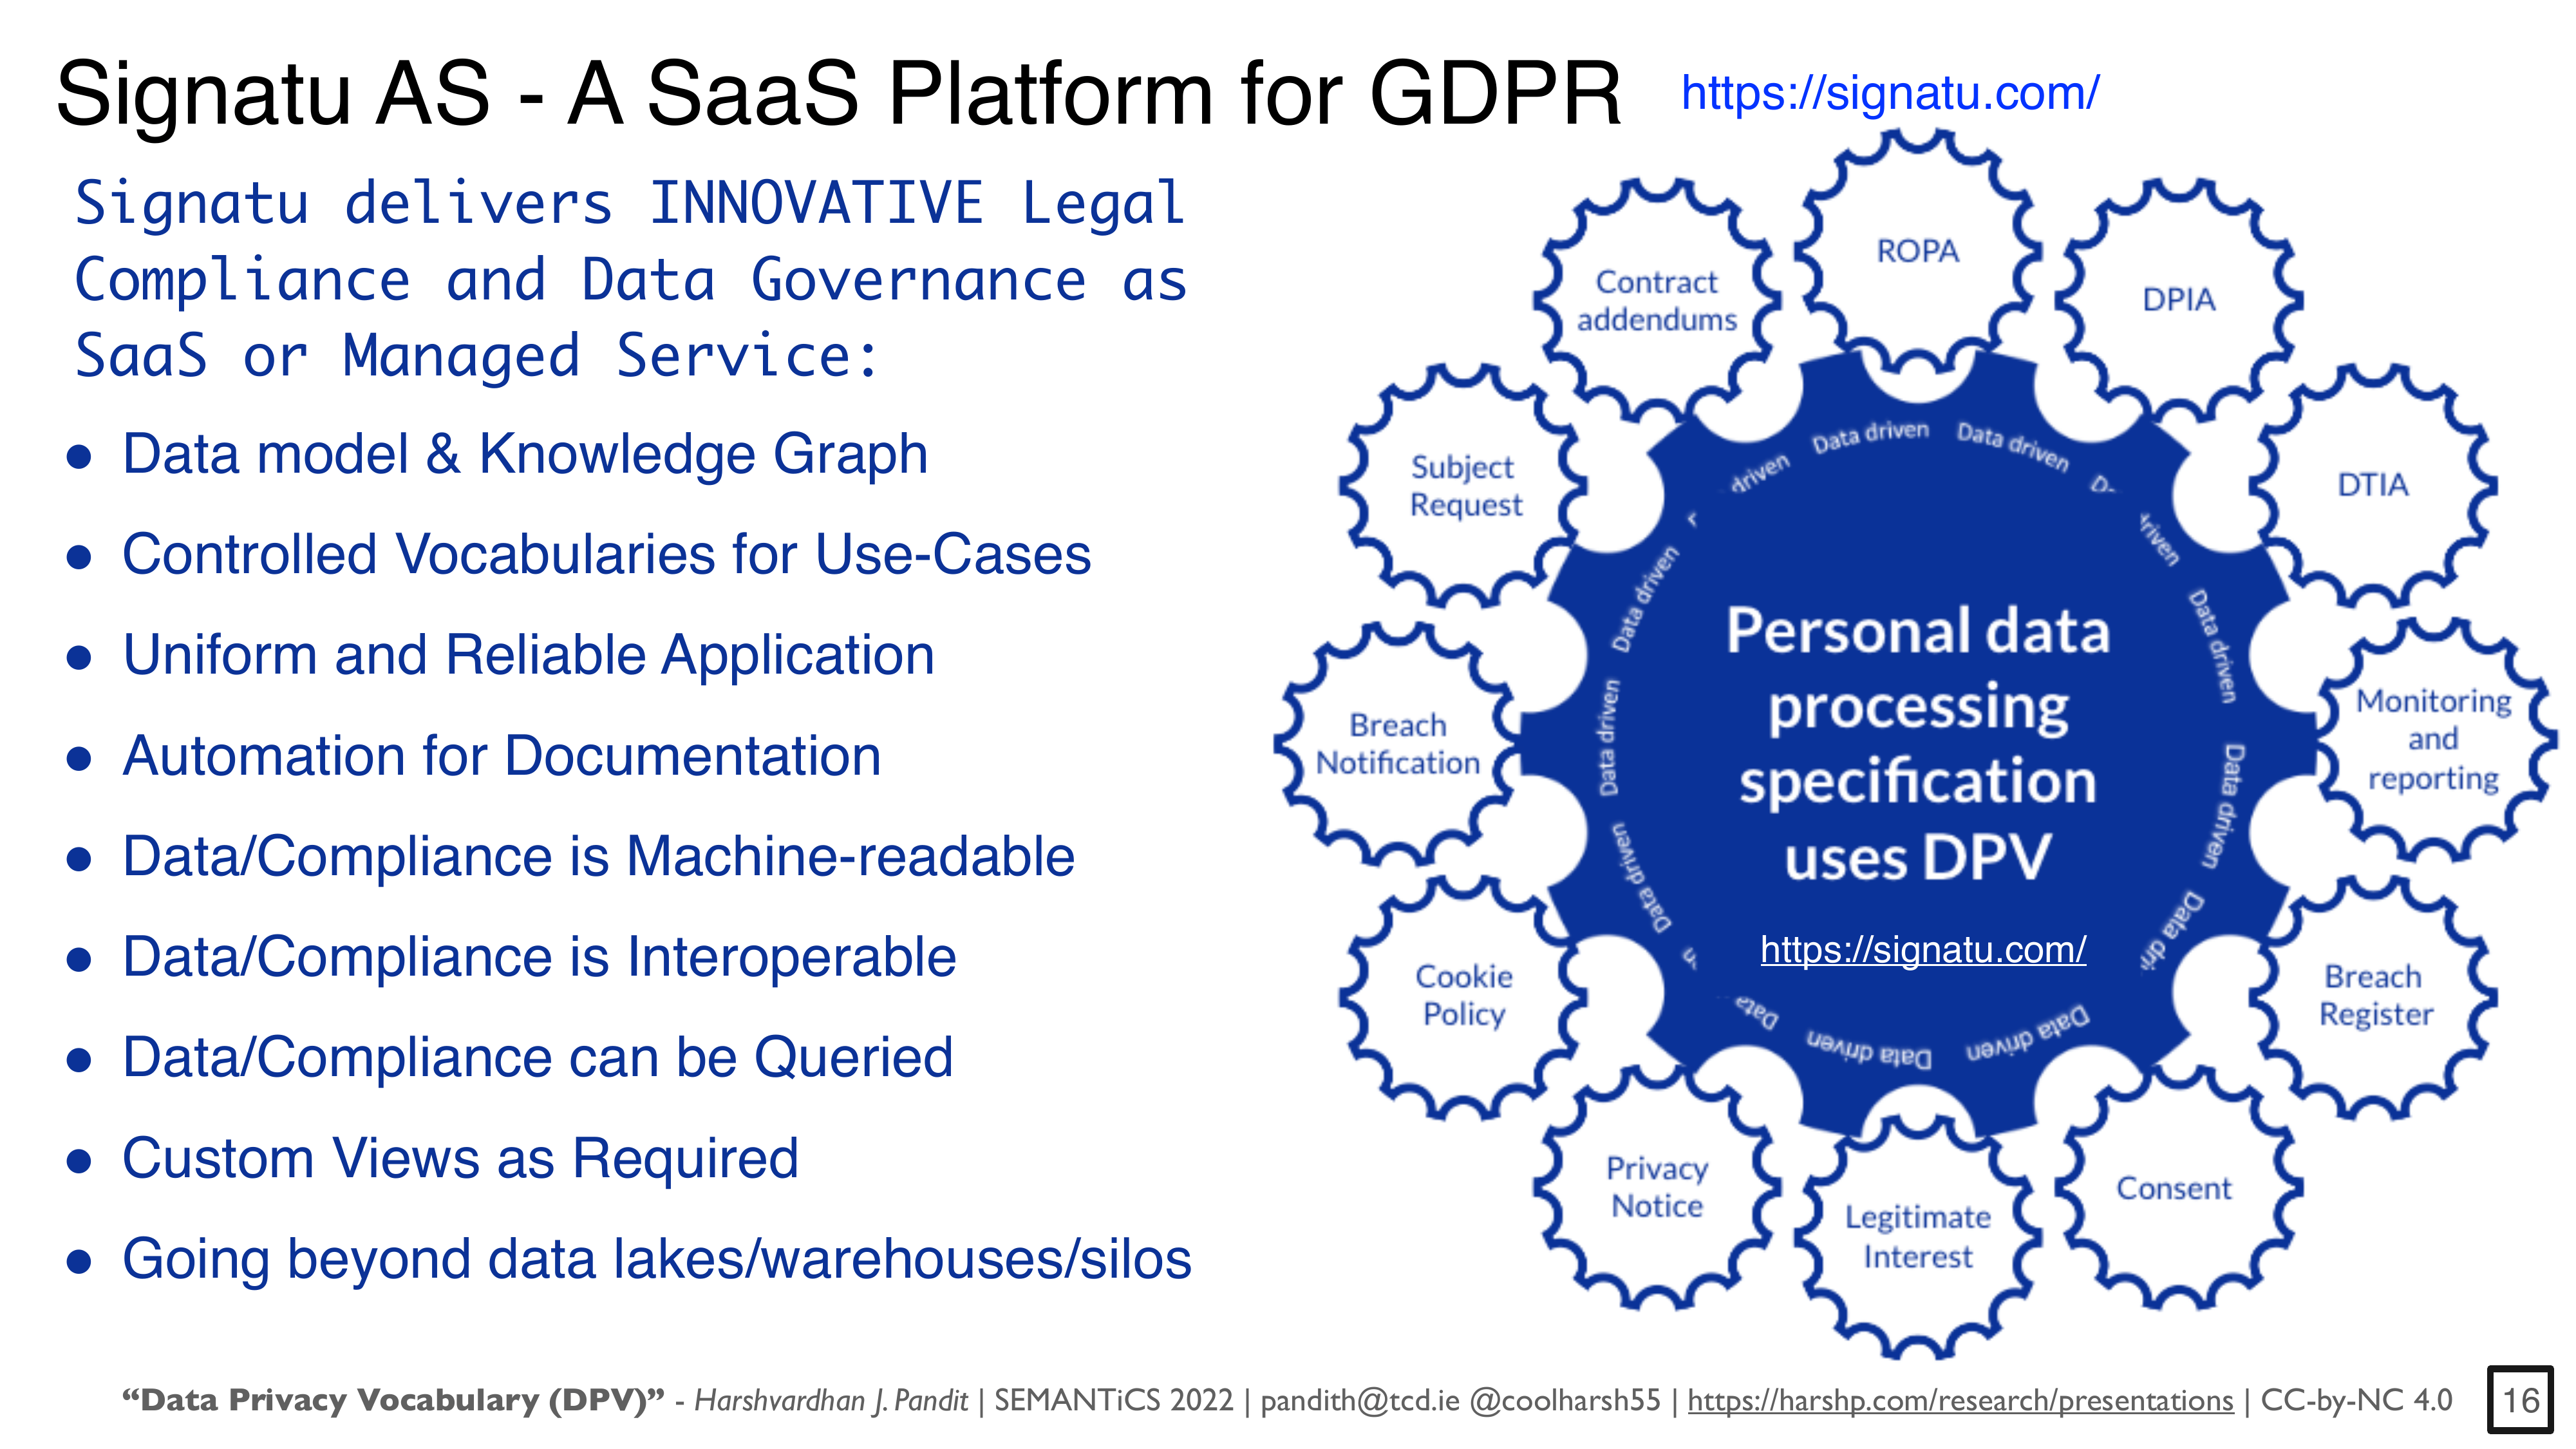 Signatu AS - A SaaS Platform for GDPR
https://signatu.com/
Signatu delivers INNOVATIVE Legal
Compliance and Data Governance as
SaaS or Managed Service:
● Data model & Knowledge Graph
● Controlled Vocabularies for Use-Cases
● Uniform and Reliable Application
● Automation for Documentation
● Data/Compliance is Machine-readable
● Data/Compliance is Interoperable
● Data/Compliance can be Queried
● Custom Views as Required
● Going beyond data lakes/warehouses/silos
ROPA
DPIA
DTIA
Monitoring
and
reporting
Breach
Register
Consent
Legitimate
Interest
Privacy
Notice
Cookie
Policy
Breach
Notification
Subject
Request
Contract
addendums
Data driven
Data driven
driven
Data driven
Data driven
Data
Data driven
Data driven
Data driven
Data driven
Data driven
driven
Personal data
processing
specification
uses DPV
https://signatu.com/
“Data Privacy Vocabulary (DPV)” - Harshvardhan J. Pandit | SEMANTiCS 2022 | pandith@tcd.ie @coolharsh55 | https://harshp.com/research/presentations | CC-by-NC 4.0
16